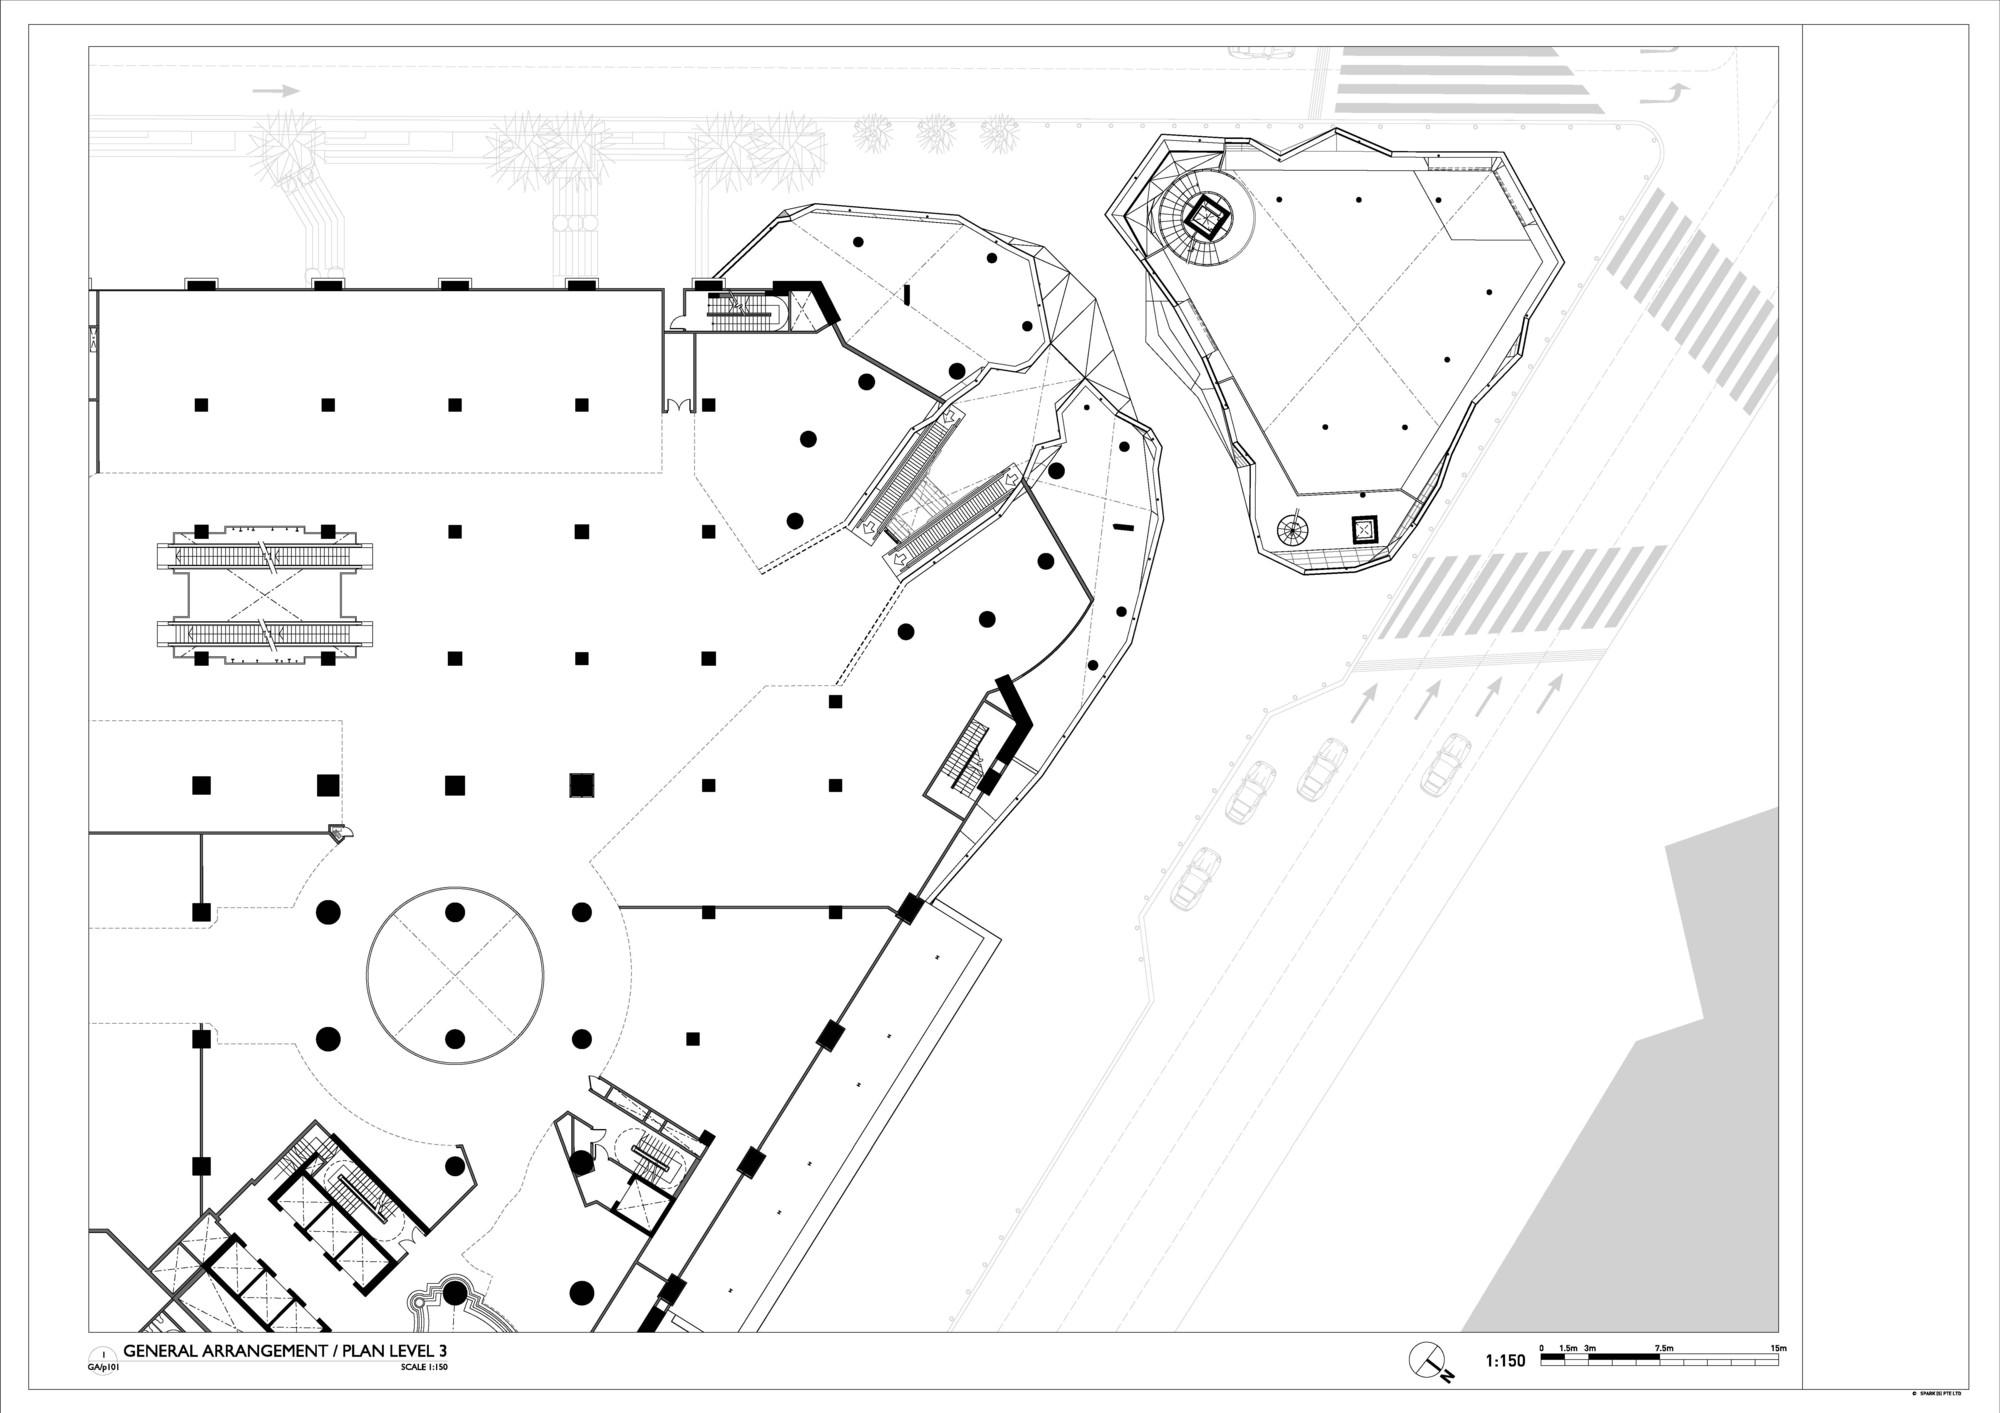 1
GA/p101
GENERAL ARRANGEMENT / PLAN LEVEL 3
SCALE 1:150
N
1:150
0 1.5m 3m 7.5m 15m
© SPARK (S) PTE LTD